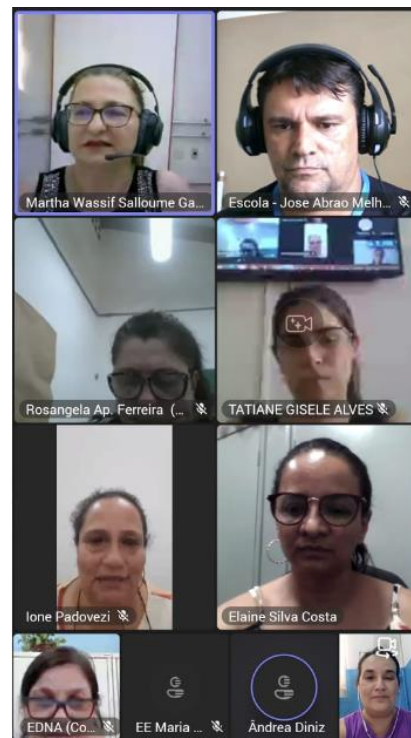 Martha Wassif Salloume Ga...
Escola - Jose Abrao Melh...
Rosangela Ap. Ferreira (...
TATIANE GISELE ALVES
Ione Padovezi
Elaine Silva Costa
EDNA (Co...
EE Maria ...
Ândrea Diniz